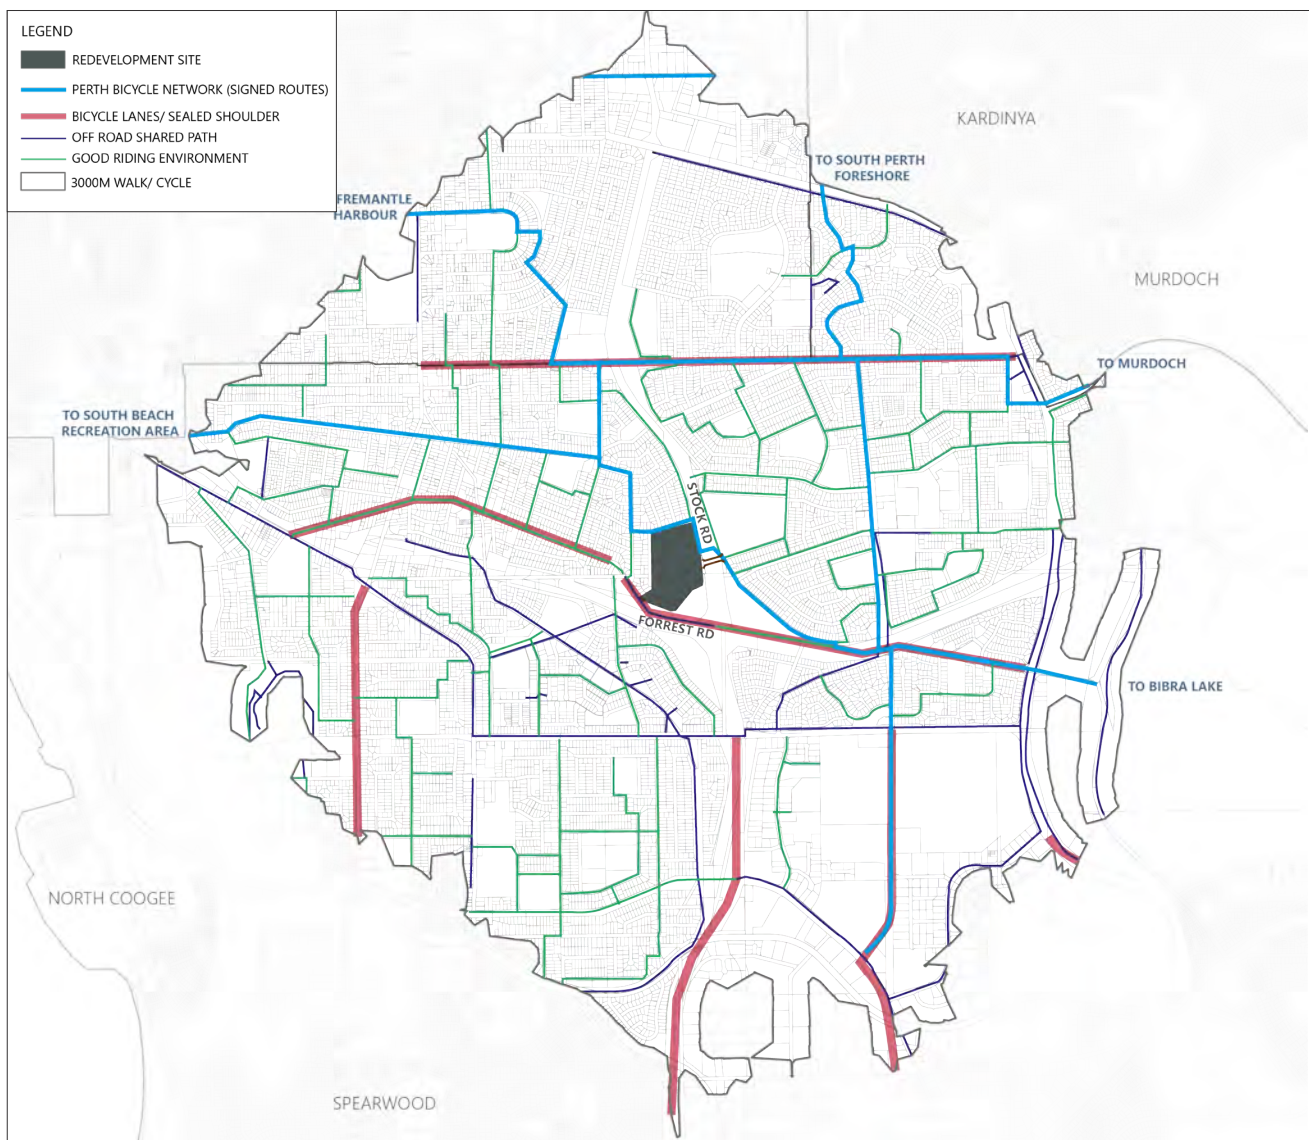 LEGEND
REDEVELOPMENT SITE
PERTH BICYCLE NETWORK (SIGNED ROUTES)
BICYCLE LANES/ SEALED SHOULDER
OFF ROAD SHARED PATH
GOOD RIDING ENVIRONMENT
3000M WALK/ CYCLE
KARDINYA
TO SOUTH PERTH
FORESHORE
FREMANTLE
HARBOUR
MURDOCH
TO MURDOCH
TO SOUTH BEACH
RECREATION AREA
STOCK RD
FORREST RD
TO BIBRA LAKE
NORTH COOGEE
SPEARWOOD